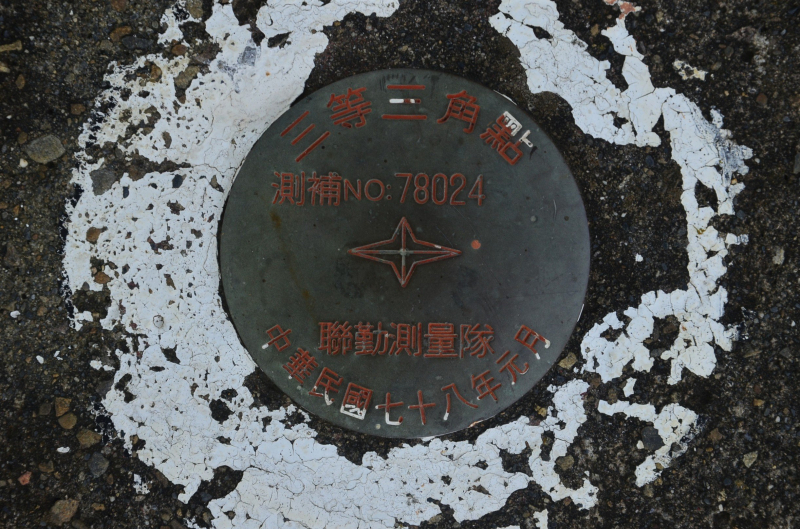 三等三角點
測補NO:78024
聯勤測量隊
中華民國七十八年元月